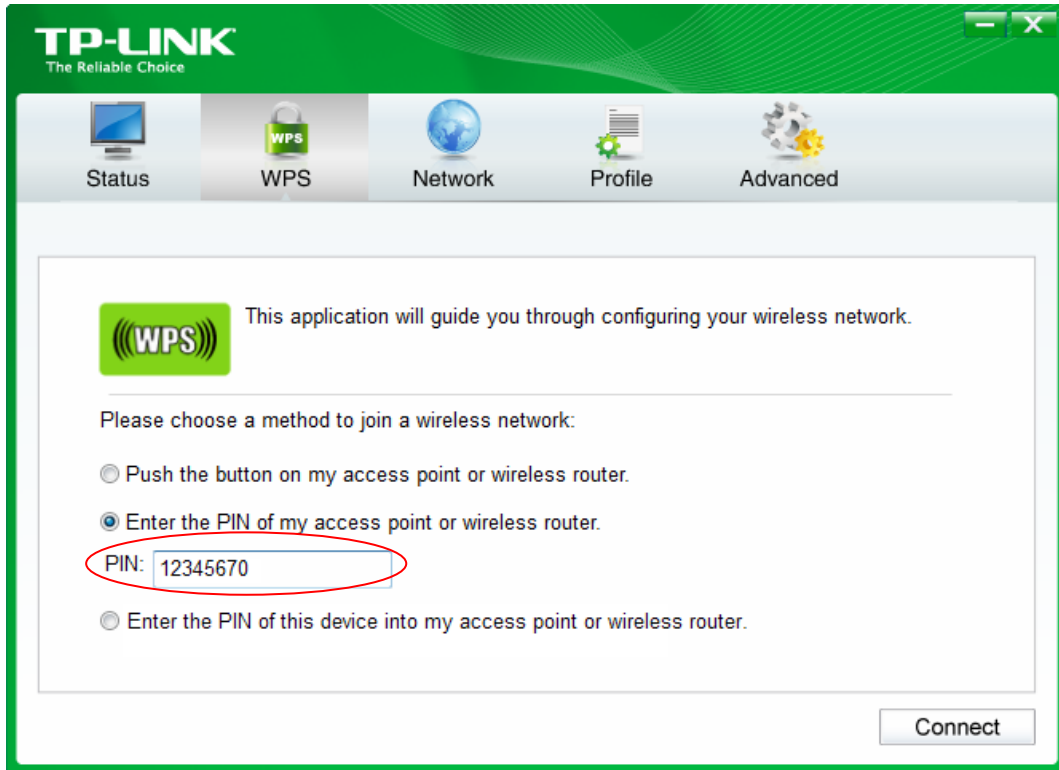 TP-LINK
The Reliable Choice
WPS
Status WPS Network Profile Advanced
(((WPS))) This application will guide you through configuring your wireless network.
Please choose a method to join a wireless network:
Push the button on my access point or wireless router.
Enter the PIN of my access point or wireless router.
PIN: 12345670
Enter the PIN of this device into my access point or wireless router.
Connect